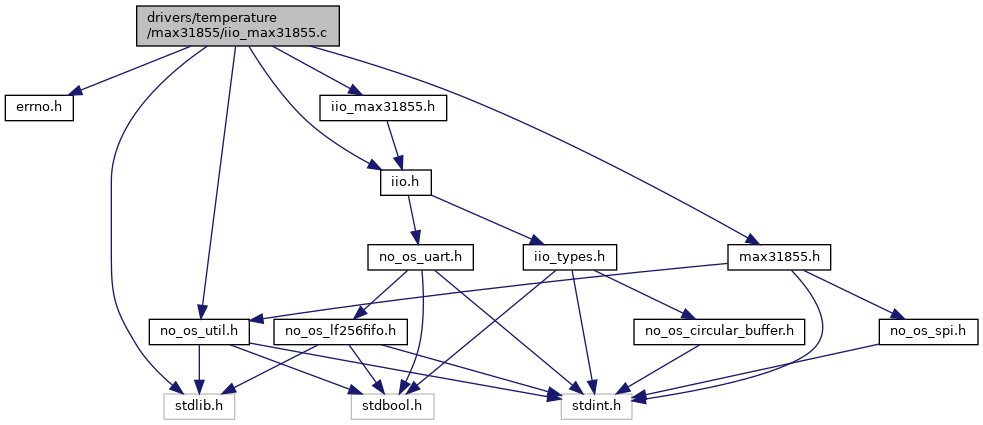 drivers/temperature
/max31855/iio_max31855.c
errno.h
iio_max31855.h
iio.h
no_os_uart.h
iio_types.h
max31855.h
no_os_util.h
no_os_lf256fifo.h
no_os_circular_buffer.h
no_os_spi.h
stdlib.h
stdbool.h
stdint.h